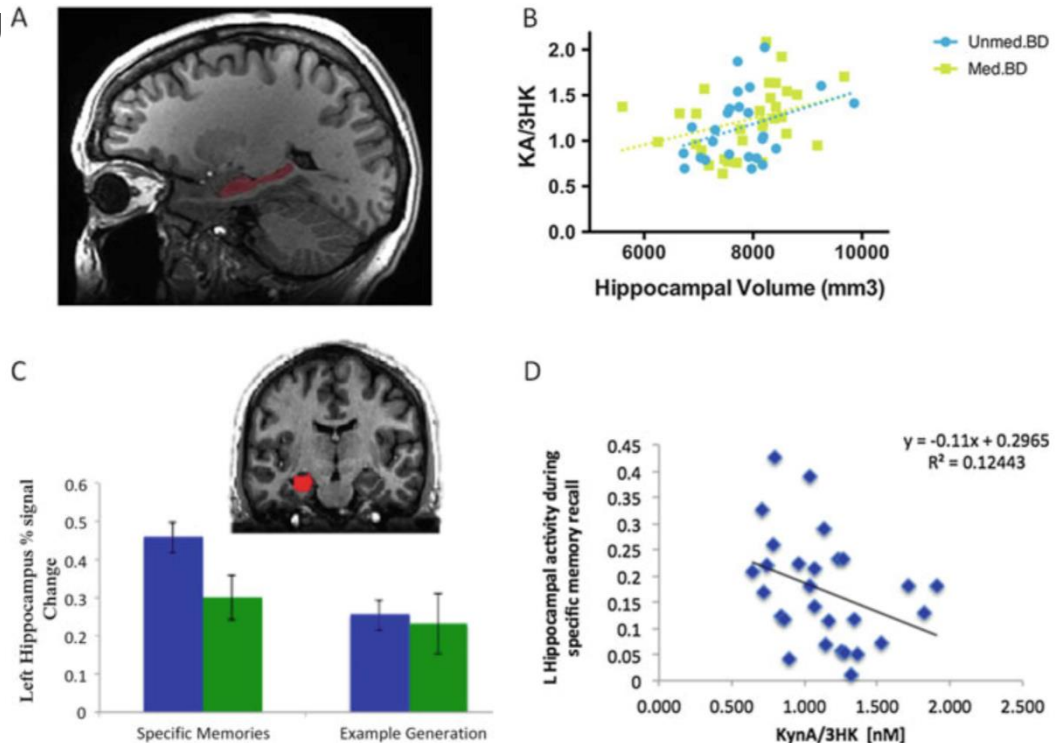 A
B
Unmed.BD
Med.BD
KA/3HK
2.0
1.5
1.0
0.5
0.0
6000 8000 10000
Hippocampal Volume (mm3)
C
Left Hippocampus % signal
Change
0.6
0.5
0.4
0.3
0.2
0.1
0
Specific Memories Example Generation
D
y = -0.11x + 0.2965
R² = 0.12443
L Hippocampal activity during
specific memory recall
0.45
0.4
0.35
0.3
0.25
0.2
0.15
0.1
0.05
0
0.000 0.500 1.000 1.500 2.000 2.500
KynA/3HK [nM]